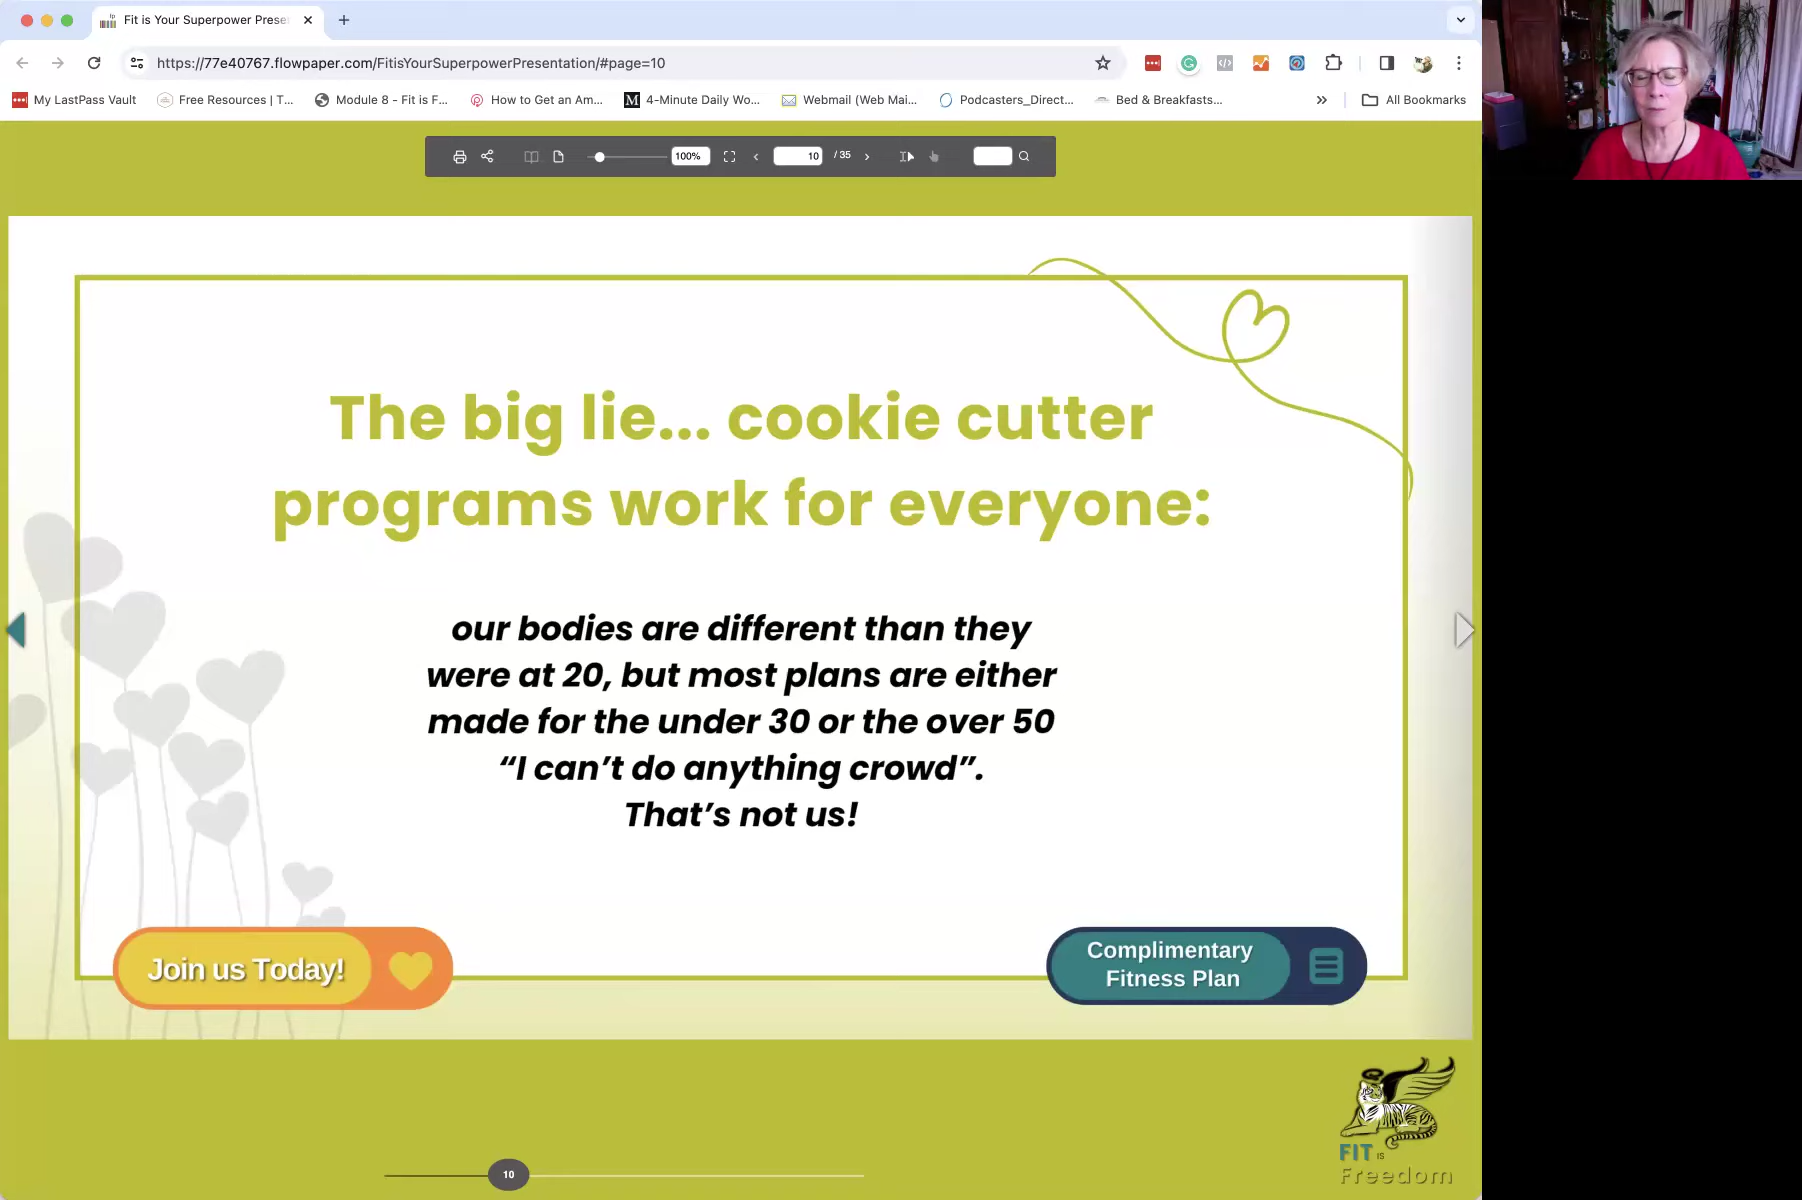 Fit is Your Superpower Prese
https://77e40767.flowpaper.com/FitisYourSuperpowerPresentation/#page=10
My LastPass Vault
Free Resources | T...
Module 8 - Fit is F...
How to Get an Am...
M
4-Minute Daily Wo...
Webmail (Web Mai...
Podcasters_Direct...
Bed & Breakfasts...
»
All Bookmarks
100%
10
/ 35
The big lie... cookie cutter
programs work for everyone:
our bodies are different than they
were at 20, but most plans are either
made for the under 30 or the over 50
“I can’t do anything crowd”.
That’s not us!
Join us Today!
Complimentary
Fitness Plan
FIT IS
Freedom
10